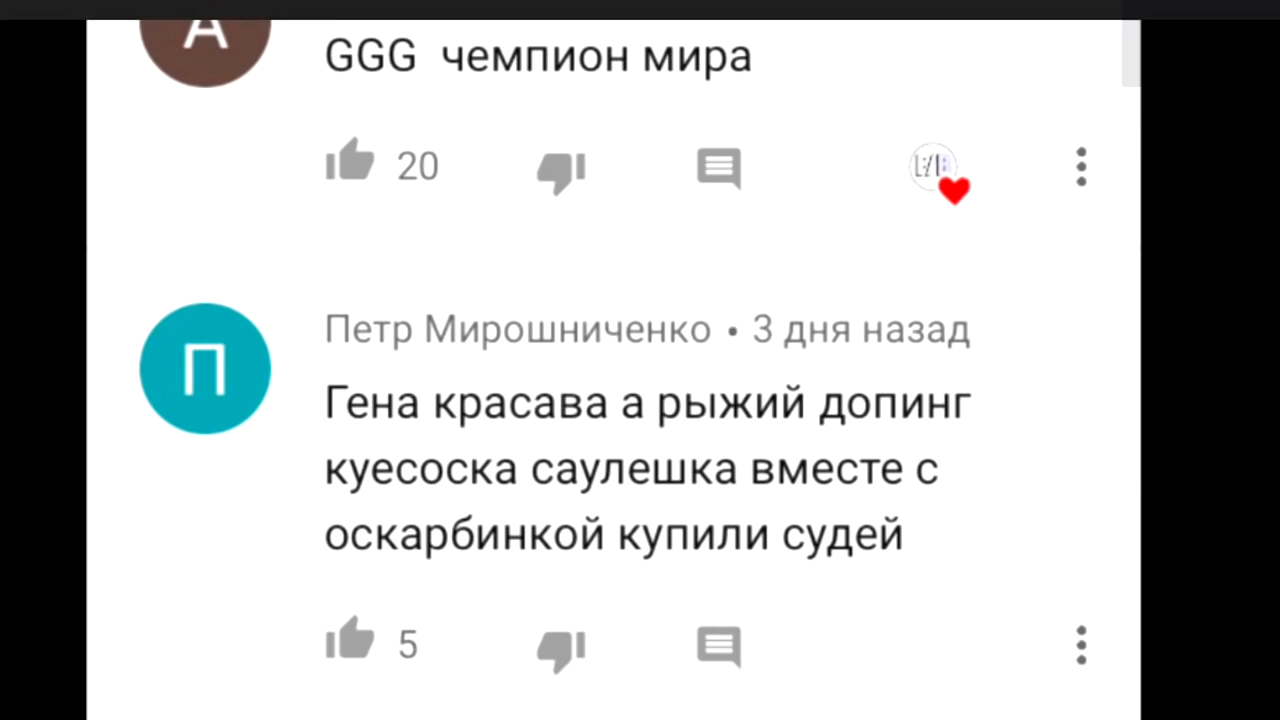 А
GGG чемпион мира
20
П
Петр Мирошниченко • 3 дня назад
Гена красава а рыжий допинг
куесоска саулешка вместе с
оскарбинкой купили судей
5